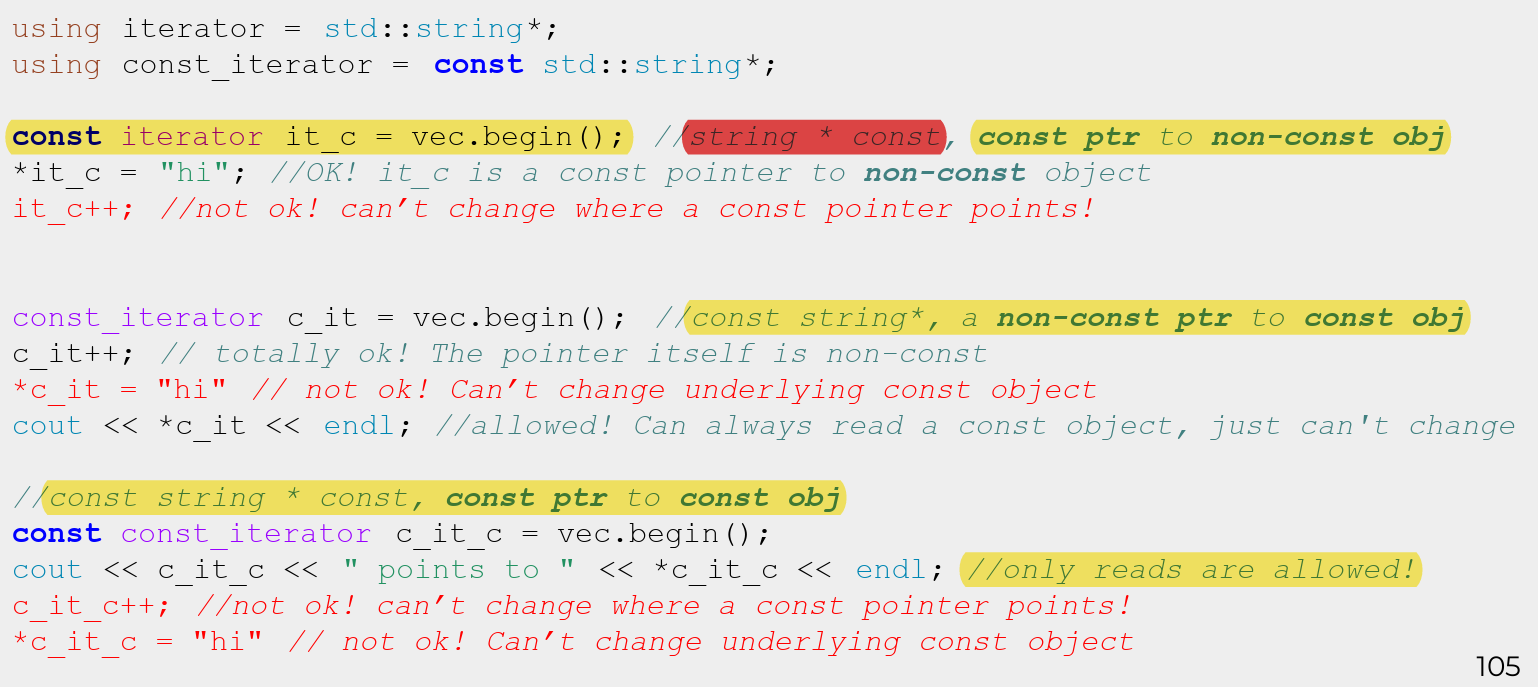 using iterator = std::string*;
using const_iterator = const std::string*;
const iterator it_c = vec.begin(); //string * const, const ptr to non-const obj
*it_c = "hi"; //OK! it_c is a const pointer to non-const object
it_c++; //not ok! can’t change where a const pointer points!
const_iterator c_it = vec.begin(); //const string*, a non-const ptr to const obj
c_it++; // totally ok! The pointer itself is non-const
*c_it = "hi" // not ok! Can’t change underlying const object
cout << *c_it << endl; //allowed! Can always read a const object, just can't change
//const string * const, const ptr to const obj
const const_iterator c_it_c = vec.begin();
cout << c_it_c << " points to " << *c_it_c << endl; //only reads are allowed!
c_it_c++; //not ok! can’t change where a const pointer points!
*c_it_c = "hi" // not ok! Can’t change underlying const object
105